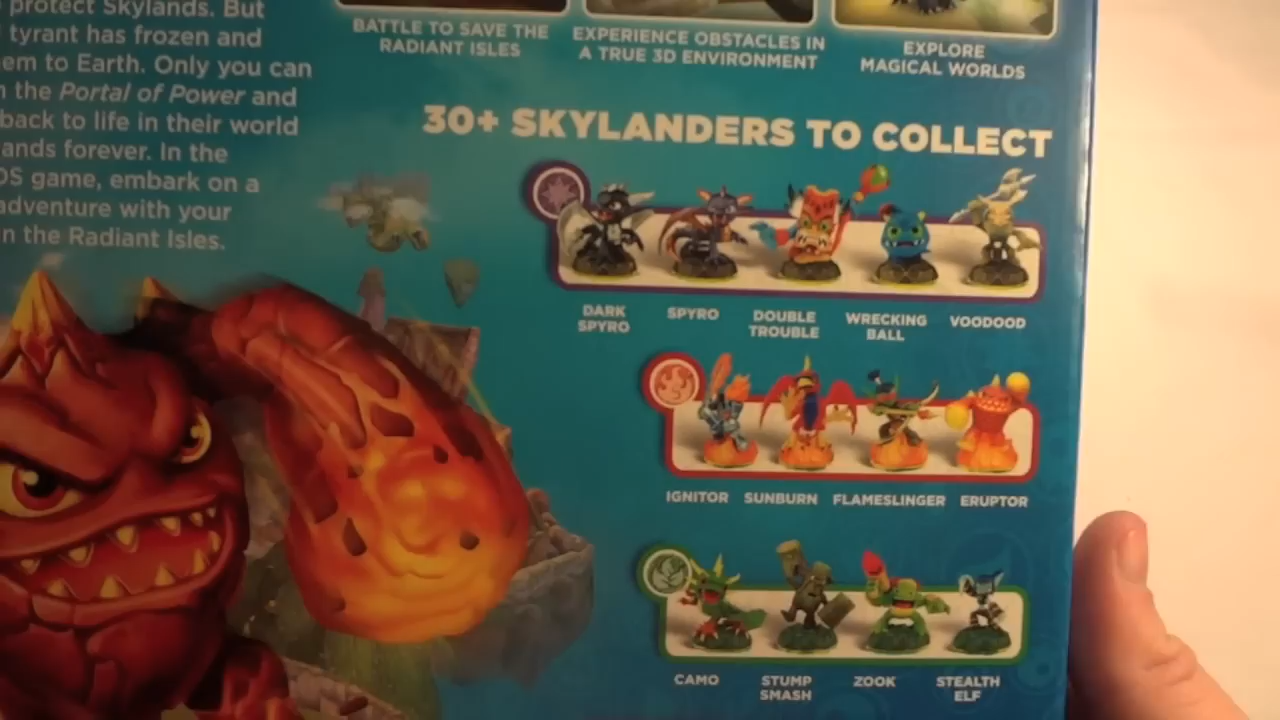 protect Skylands. But
tyrant has frozen and
em to Earth. Only you can
the Portal of Power and
back to life in their world
ands forever. In the
DS game, embark on a
adventure with your
n the Radiant Isles.
BATTLE TO SAVE THE
RADIANT ISLES
EXPERIENCE OBSTACLES IN
A TRUE 3D ENVIRONMENT
EXPLORE
MAGICAL WORLDS
30+ SKYLANDERS TO COLLECT
DARK
SPYRO
SPYRO
DOUBLE
TROUBLE
WRECKING
BALL
VOODOOD
IGNITOR
SUNBURN
FLAMESLINGER
ERUPTOR
CAMO
STUMP
SMASH
ZOOK
STEALTH
ELF